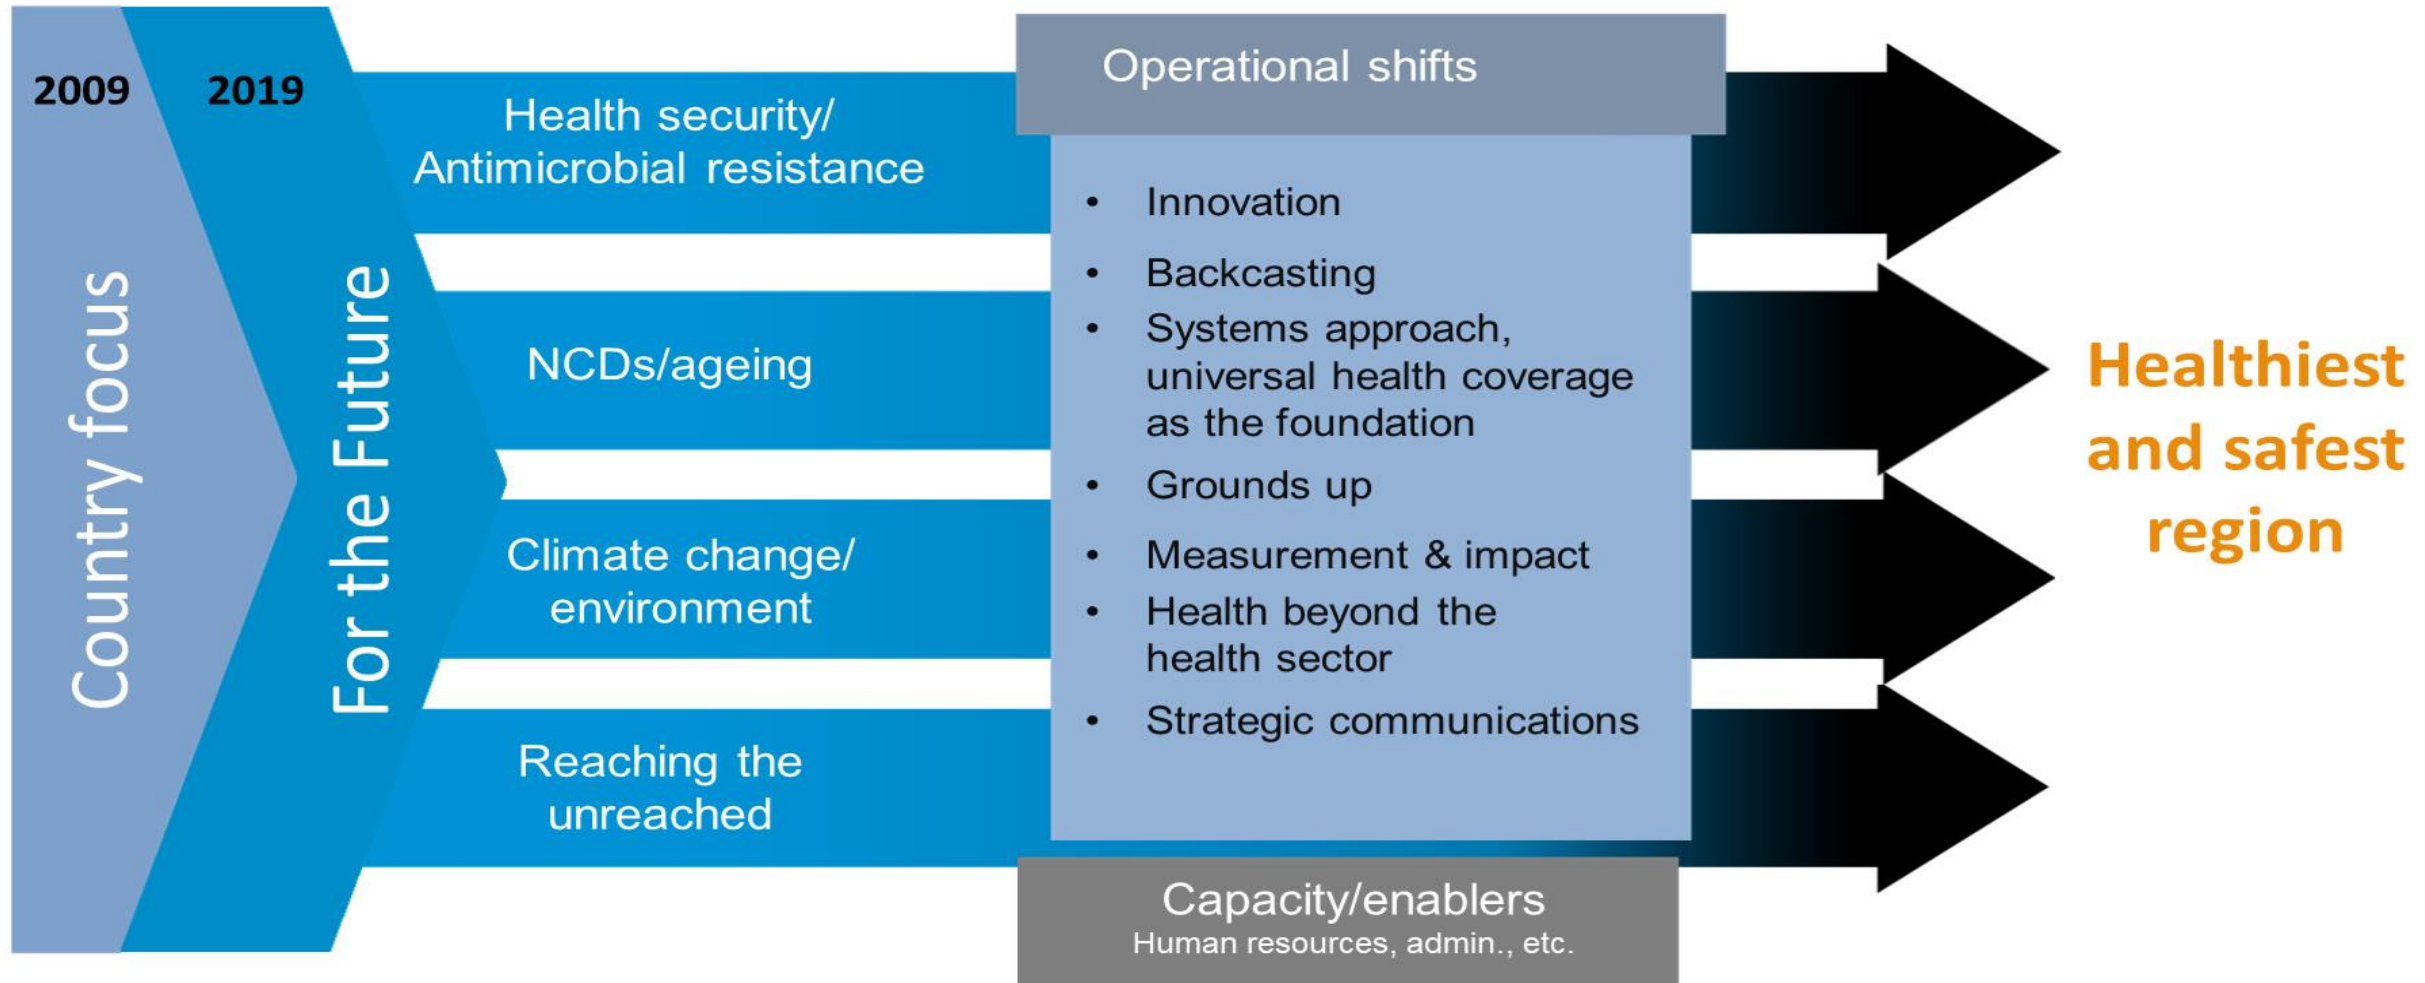 2009
Country focus
2019
For the Future
Health security/
Antimicrobial resistance
NCDs/ageing
Climate change/
environment
Reaching the
unreached
Operational shifts
• Innovation
• Backcasting
• Systems approach,
universal health coverage
as the foundation
• Grounds up
• Measurement & impact
• Health beyond the
health sector
• Strategic communications
Capacity/enablers
Human resources, admin., etc.
Healthiest
and safest
region